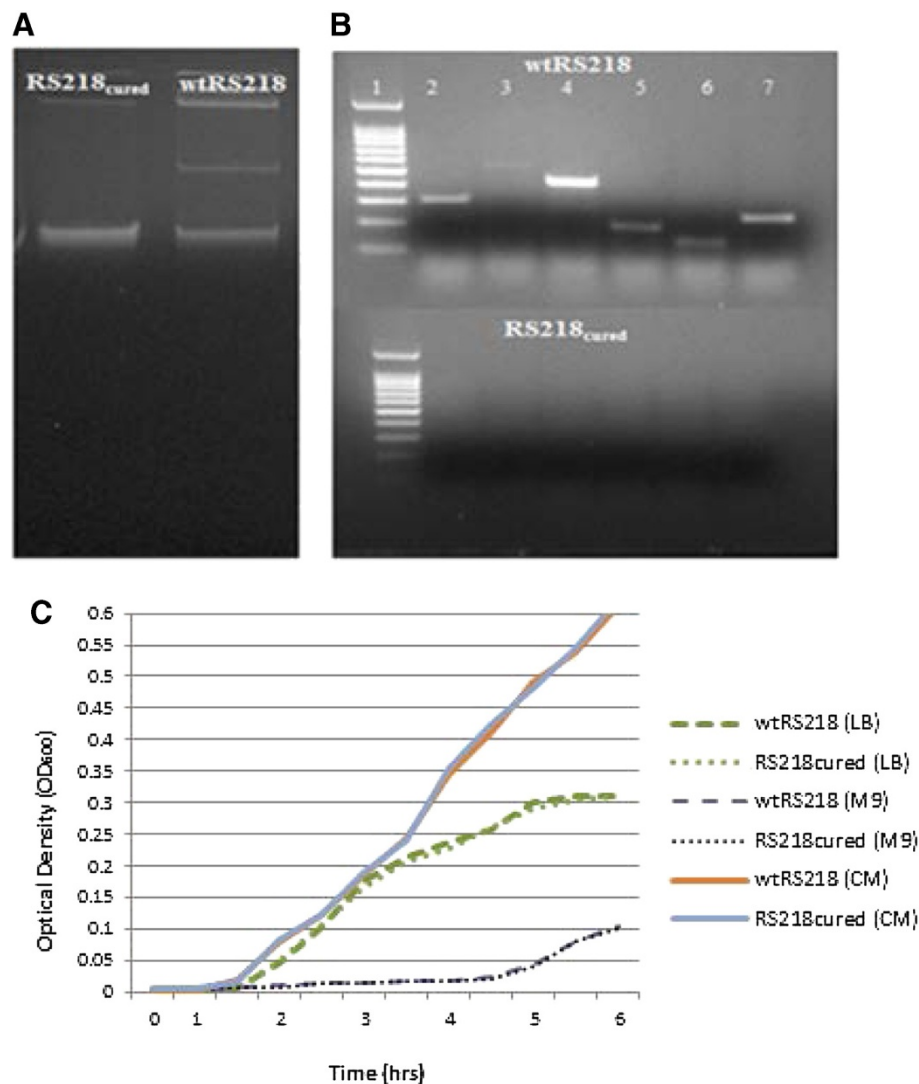 A
B
RS218cured
wtRS218
wtRS218
1 2 3 4 5 6 7
RS218cured
C
0.6
0.55
0.5
0.45
0.4
0.35
0.3
0.25
0.2
0.15
0.1
0.05
0
Optical Density (OD600)
0 1 2 3 4 5 6
Time (hrs)
wtRS218 (LB)
RS218cured (LB)
wtRS218 (M9)
RS218cured (M9)
wtRS218 (CM)
RS218cured (CM)